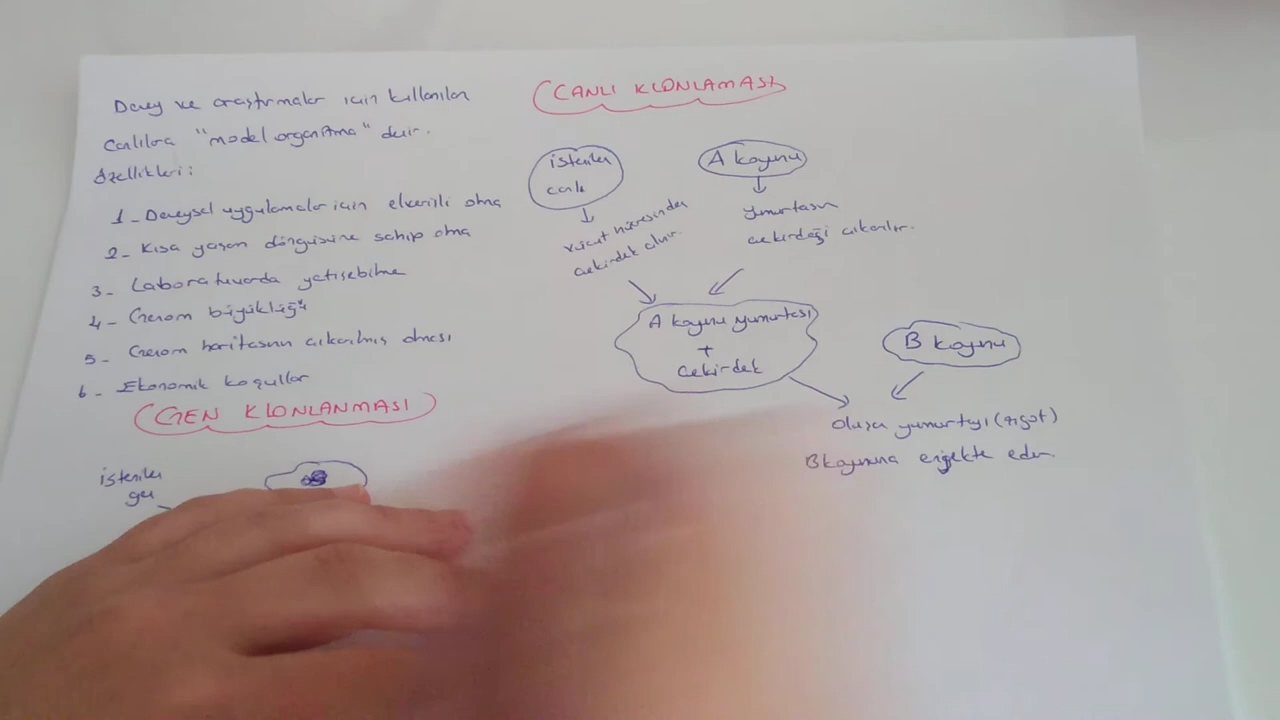 Deney ve araştırmalar için kullanılan
canlılara "model organizma" denir.
Özellikleri:
1- Deneysel uygulamalar için elverişli olma
2- Kısa yaşam döngüsüne sahip olma
3- Laboratuvarda yetişebilme
4- Genom büyüklüğü
5- Genom haritasının çıkarılmış olması
6- Ekonomik koşullar
GEN KLONLANMASI
istenilen
gen
CANLI KLONLAMASI
istenilen
canlı
vücut hücresinden
çekirdek alınır.
A koyunu
yumurtasının
çekirdeği çıkarılır.
A koyunu yumurtası
+
çekirdek
B koyunu
Oluşan yumurtayı (zigot)
B koyununa enjekte edilir.